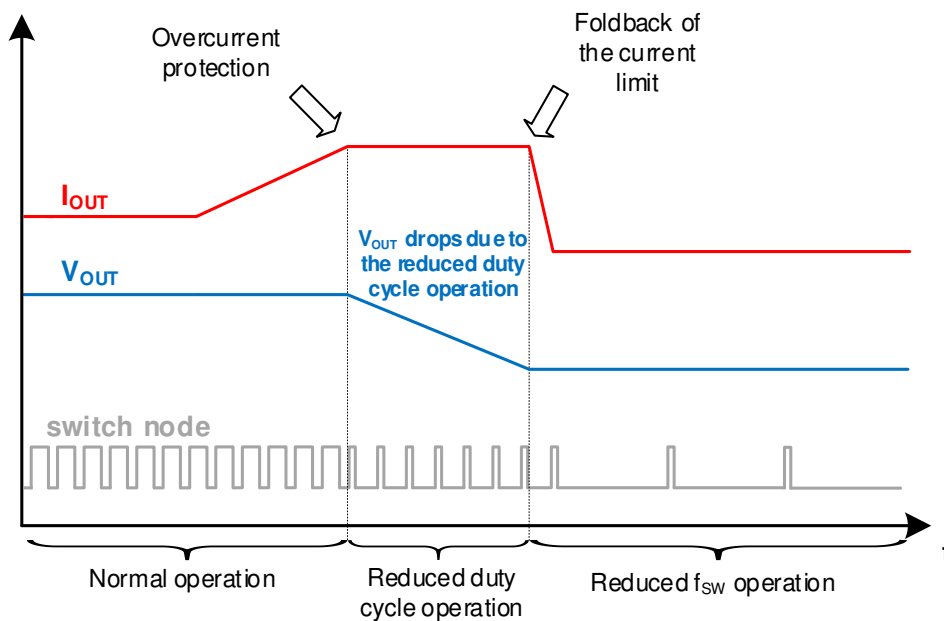 Overcurrent
protection
Foldback of
the current
limit
IOUT
VOUT drops due to
the reduced duty
cycle operation
VOUT
switch node
Normal operation
Reduced duty
cycle operation
Reduced fSW operation